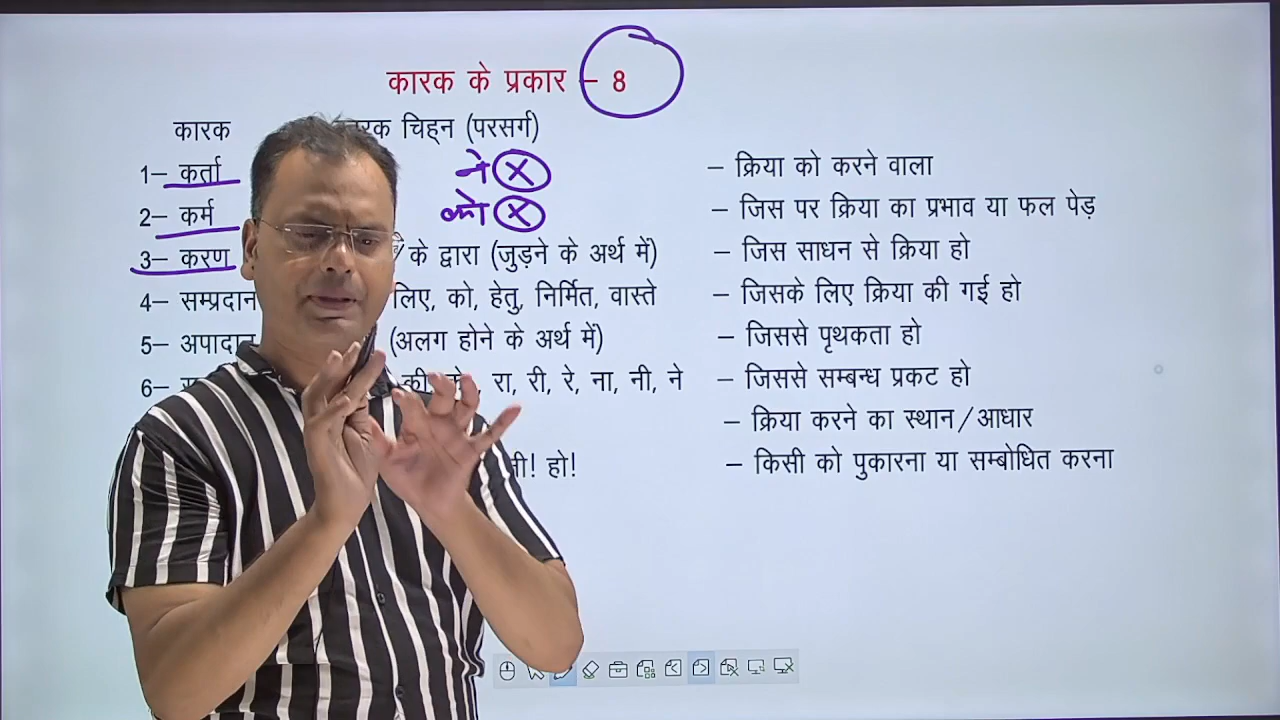 कारक के प्रकार – 8
कारक चिह्न (परसर्ग)
1– कर्ता ने × – क्रिया को करने वाला
2– कर्म को × – जिस पर क्रिया का प्रभाव या फल पेड़
3– करण के द्वारा (जुड़ने के अर्थ में) – जिस साधन से क्रिया हो
4– सम्प्रदान लिए, को, हेतु, निर्मित, वास्ते – जिसके लिए क्रिया की गई हो
5– अपादान (अलग होने के अर्थ में) – जिससे पृथकता हो
6– की, रा, री, रे, ना, नी, ने – जिससे सम्बन्ध प्रकट हो
– क्रिया करने का स्थान/आधार
हो! – किसी को पुकारना या सम्बोधित करना